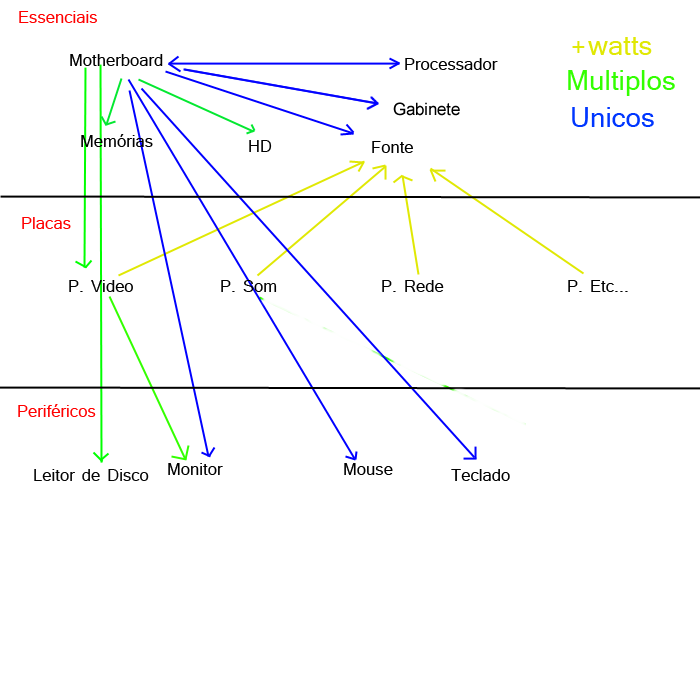 Essenciais
+watts
Motherboard
Processador
Multiplos
Gabinete
Unicos
Memórias
HD
Fonte
Placas
P. Video
P. Som
P. Rede
P. Etc...
Periféricos
Leitor de Disco
Monitor
Mouse
Teclado